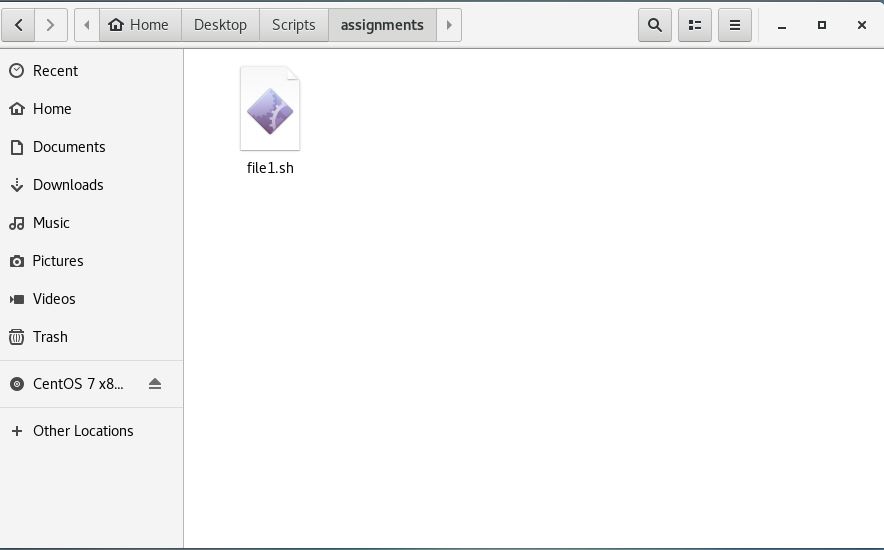 Home Desktop Scripts assignments
Recent
Home
Documents
Downloads
Music
Pictures
Videos
Trash
CentOS 7 x8...
Other Locations
file1.sh